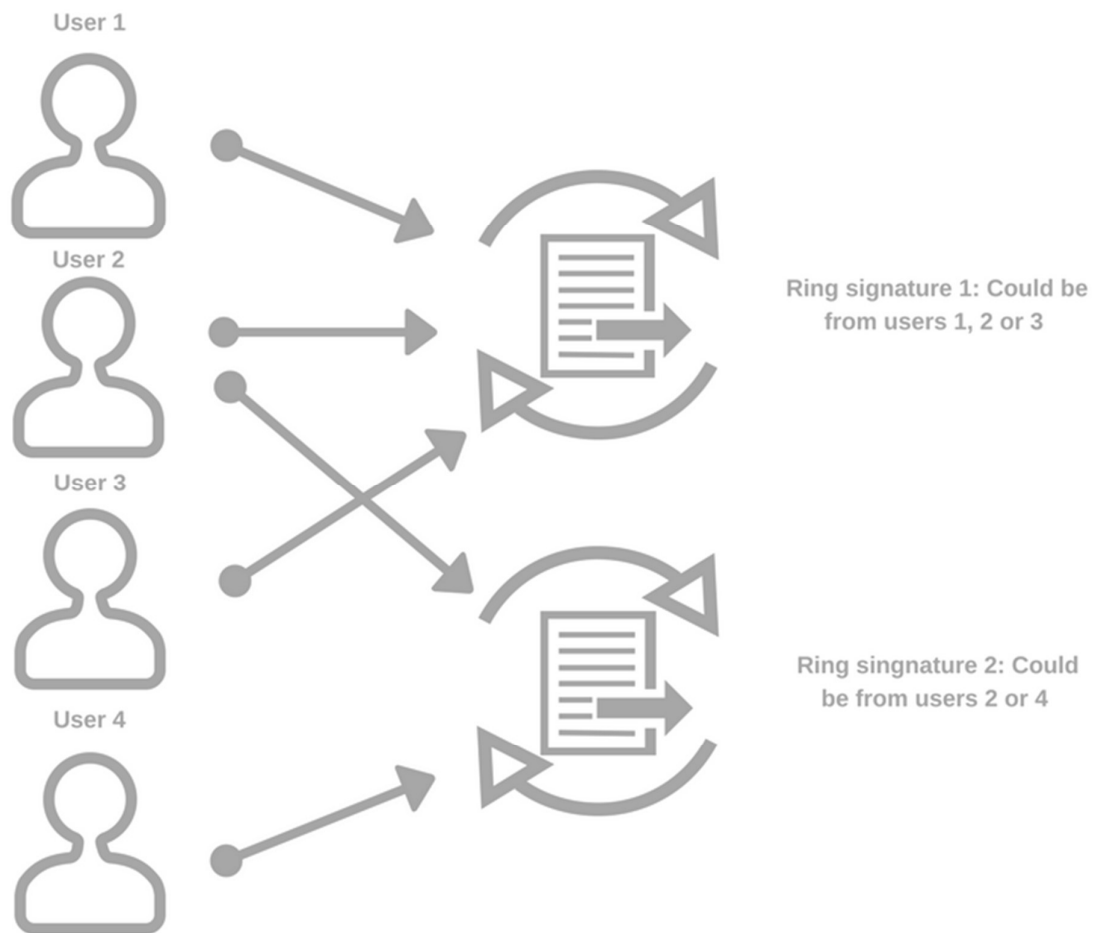 User 1
User 2
User 3
User 4
Ring signature 1: Could be
from users 1, 2 or 3
Ring singnature 2: Could
be from users 2 or 4